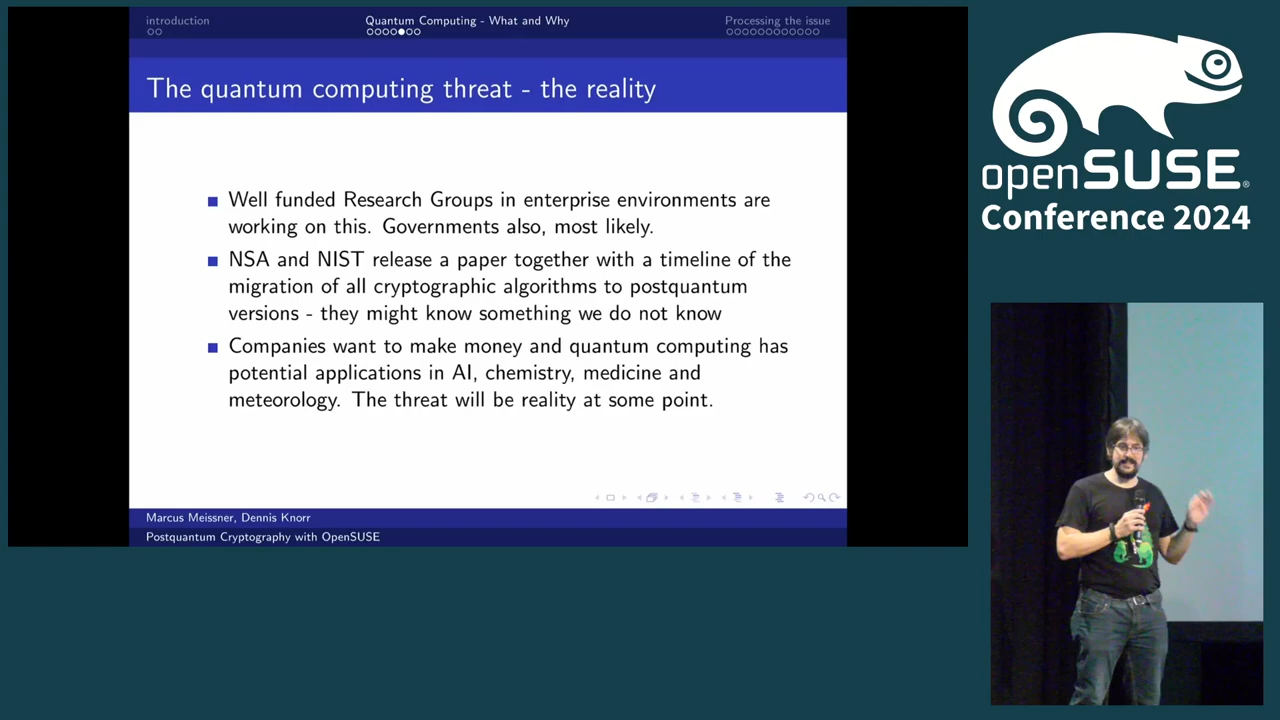 introduction
Quantum Computing - What and Why
Processing the issue
The quantum computing threat - the reality
Well funded Research Groups in enterprise environments are
working on this. Governments also, most likely.
NSA and NIST release a paper together with a timeline of the
migration of all cryptographic algorithms to postquantum
versions - they might know something we do not know
Companies want to make money and quantum computing has
potential applications in AI, chemistry, medicine and
meteorology. The threat will be reality at some point.
Marcus Meissner, Dennis Knorr
Postquantum Cryptography with OpenSUSE
openSUSE®
Conference 2024